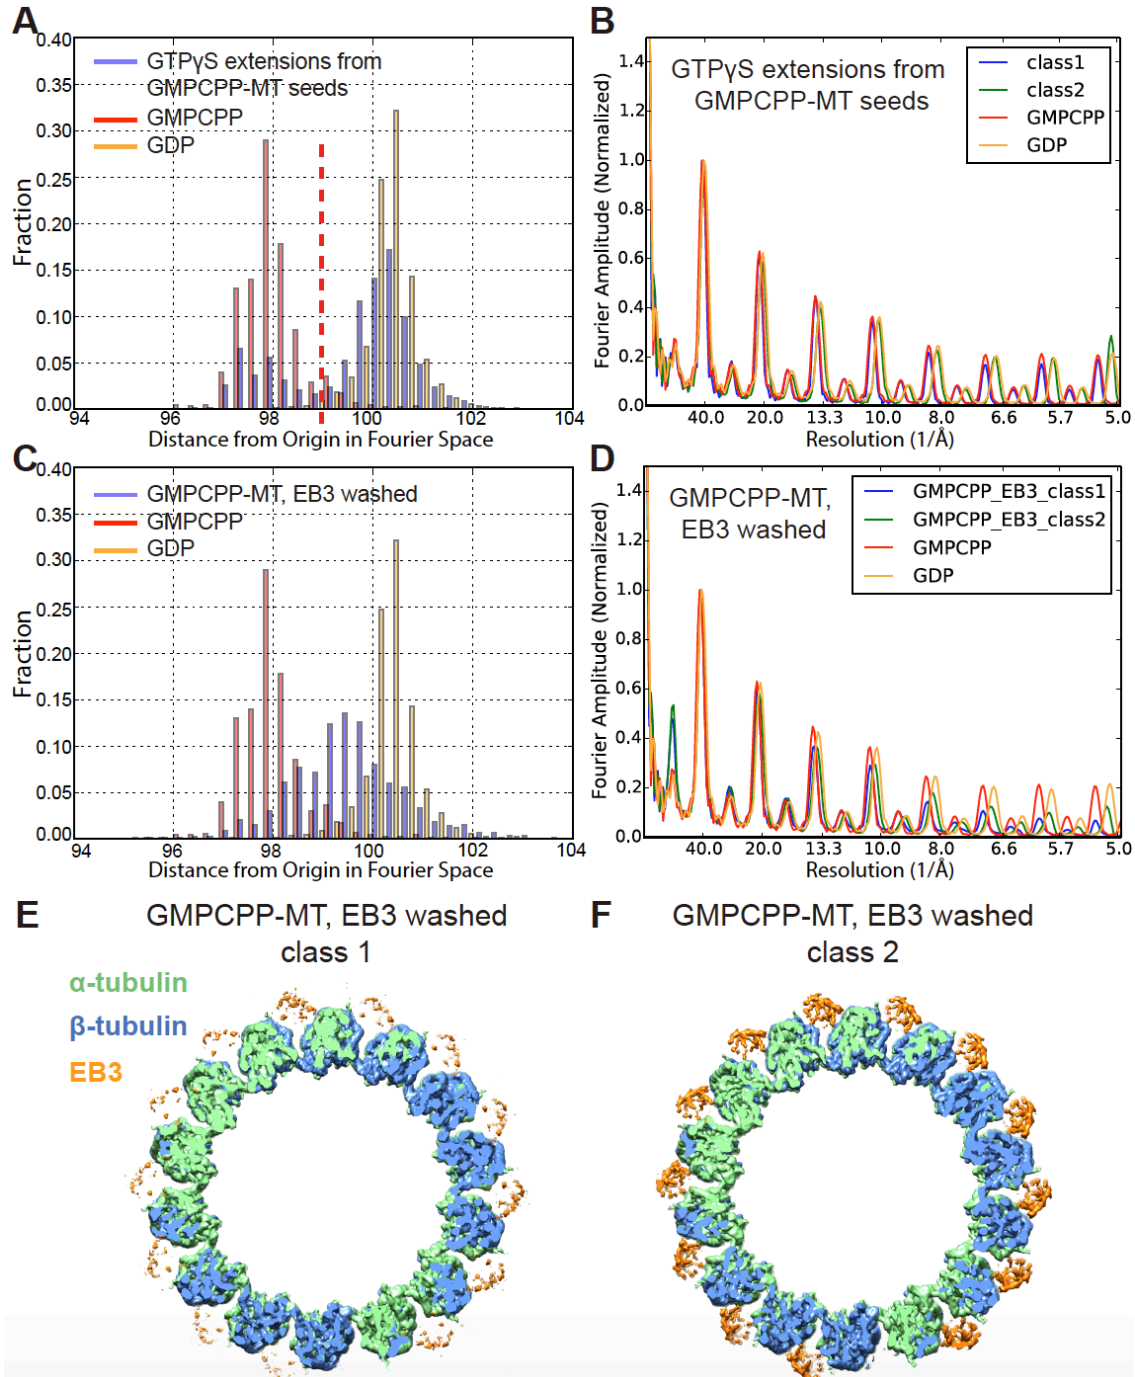 A
0.40
0.35
0.30
0.25
0.20
0.15
0.10
0.05
0.00
Fraction
GTPγS extensions from
GMPCPP-MT seeds
GMPCPP
GDP
94
96
98
100
102
104
Distance from Origin in Fourier Space
B
1.4
1.2
1.0
0.8
0.6
0.4
0.2
0.0
Fourier Amplitude (Normalized)
GTPγS extensions from
GMPCPP-MT seeds
class1
class2
GMPCPP
GDP
40.0
20.0
13.3
10.0
8.0
6.6
5.7
5.0
Resolution (1/Å)
C
0.40
0.35
0.30
0.25
0.20
0.15
0.10
0.05
0.00
Fraction
GMPCPP-MT, EB3 washed
GMPCPP
GDP
94
96
98
100
102
104
Distance from Origin in Fourier Space
D
1.4
1.2
1.0
0.8
0.6
0.4
0.2
0.0
Fourier Amplitude (Normalized)
GMPCPP-MT,
EB3 washed
GMPCPP_EB3_class1
GMPCPP_EB3_class2
GMPCPP
GDP
40.0
20.0
13.3
10.0
8.0
6.6
5.7
5.0
Resolution (1/Å)
E
GMPCPP-MT, EB3 washed
class 1
α-tubulin
β-tubulin
EB3
F
GMPCPP-MT, EB3 washed
class 2